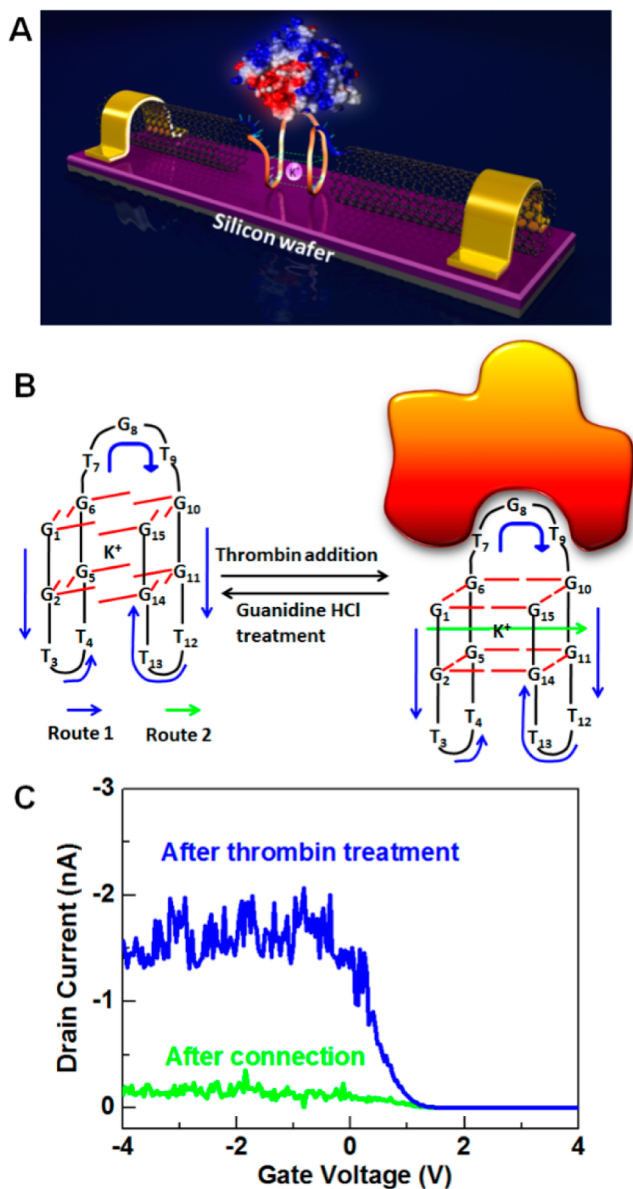 A
K⁺
Silicon wafer
B
G₈
T₇ T₉
G₆ G₁₀
G₁ G₁₅
K⁺
G₅ G₁₁
G₂ G₁₄
T₄ T₁₂
T₃ T₁₃
Route 1 Route 2
Thrombin addition
Guanidine HCl
treatment
G₈
T₇ T₉
G₆ G₁₀
G₁ G₁₅
K⁺
G₅ G₁₁
G₂ G₁₄
T₄ T₁₂
T₃ T₁₃
C
Drain Current (nA)
-3
-2
-1
0
After thrombin treatment
After connection
-4 -2 0 2 4
Gate Voltage (V)